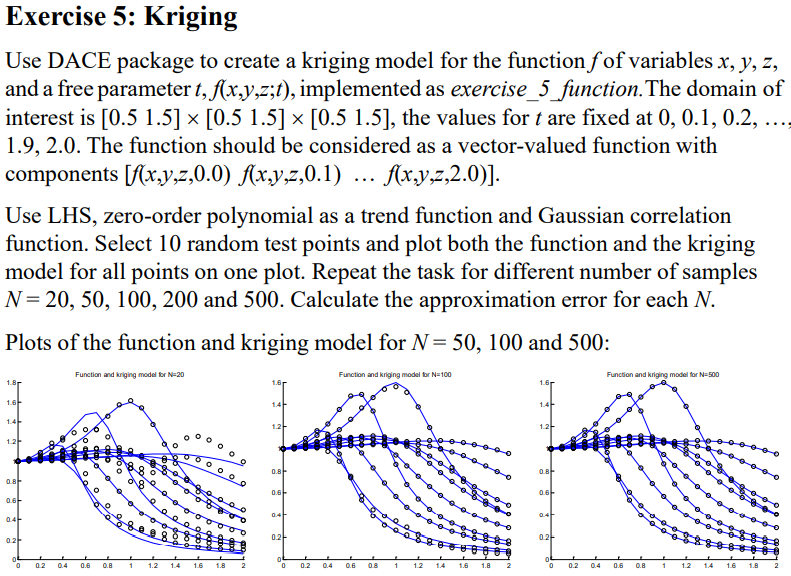 Exercise 5: Kriging
Use DACE package to create a kriging model for the function f of variables x, y, z,
and a free parameter t, f(x,y,z;t), implemented as exercise_5_function.The domain of
interest is [0.5 1.5] × [0.5 1.5] × [0.5 1.5], the values for t are fixed at 0, 0.1, 0.2, …,
1.9, 2.0. The function should be considered as a vector-valued function with
components [f(x,y,z,0.0) f(x,y,z,0.1) … f(x,y,z,2.0)].
Use LHS, zero-order polynomial as a trend function and Gaussian correlation
function. Select 10 random test points and plot both the function and the kriging
model for all points on one plot. Repeat the task for different number of samples
N = 20, 50, 100, 200 and 500. Calculate the approximation error for each N.
Plots of the function and kriging model for N = 50, 100 and 500:
Function and kriging model for N=20
1.8
1.6
1.4
1.2
1
0.8
0.6
0.4
0.2
0
0 0.2 0.4 0.6 0.8 1 1.2 1.4 1.6 1.8 2
Function and kriging model for N=100
1.6
1.4
1.2
1
0.8
0.6
0.4
0.2
0
0 0.2 0.4 0.6 0.8 1 1.2 1.4 1.6 1.8 2
Function and kriging model for N=500
1.6
1.4
1.2
1
0.8
0.6
0.4
0.2
0
0 0.2 0.4 0.6 0.8 1 1.2 1.4 1.6 1.8 2